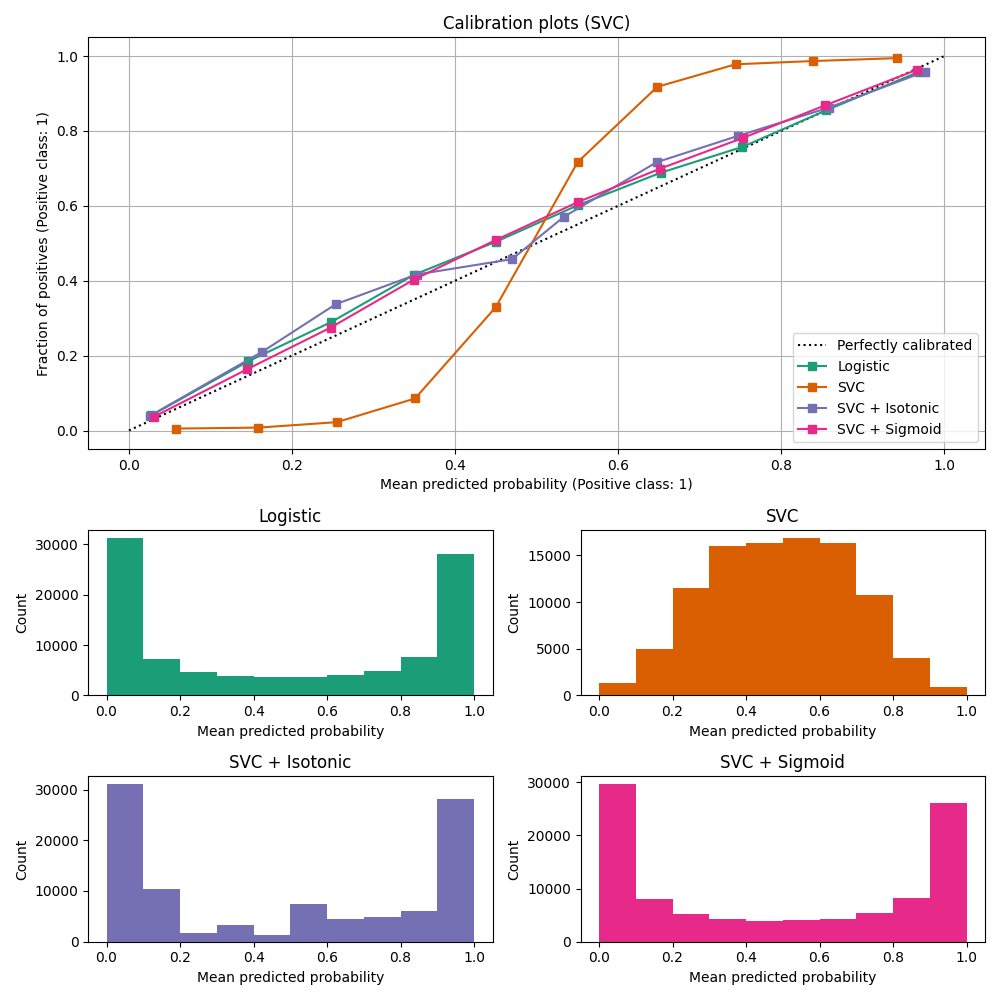 Calibration plots (SVC)
1.0
0.8
0.6
0.4
0.2
0.0
Fraction of positives (Positive class: 1)
0.0 0.2 0.4 0.6 0.8 1.0
Mean predicted probability (Positive class: 1)
Perfectly calibrated
Logistic
SVC
SVC + Isotonic
SVC + Sigmoid
Logistic
30000
20000
10000
0
Count
0.0 0.2 0.4 0.6 0.8 1.0
Mean predicted probability
SVC
15000
10000
5000
0
Count
0.0 0.2 0.4 0.6 0.8 1.0
Mean predicted probability
SVC + Isotonic
30000
20000
10000
0
Count
0.0 0.2 0.4 0.6 0.8 1.0
Mean predicted probability
SVC + Sigmoid
30000
20000
10000
0
Count
0.0 0.2 0.4 0.6 0.8 1.0
Mean predicted probability